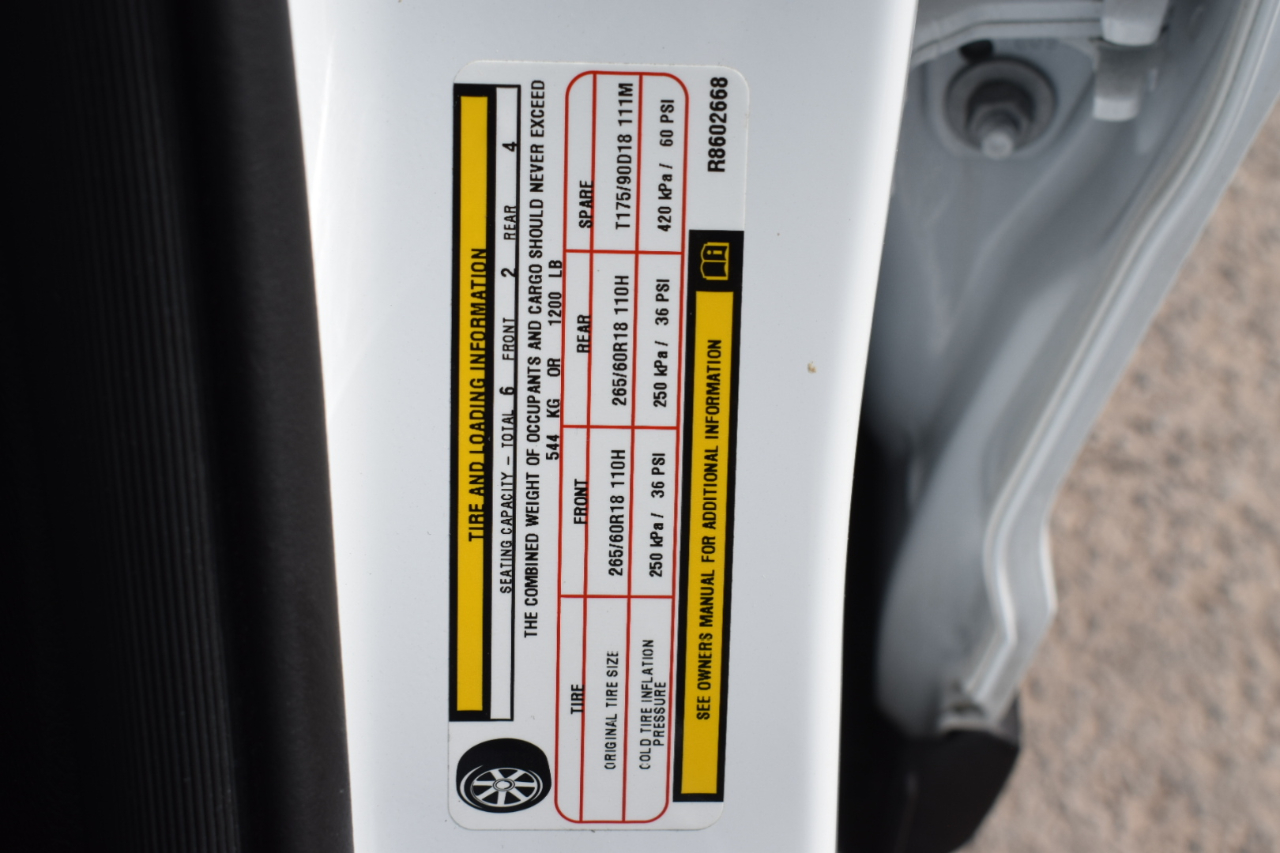 TIRE AND LOADING INFORMATION
SEATING CAPACITY – TOTAL 6 FRONT 2 REAR 4
THE COMBINED WEIGHT OF OCCUPANTS AND CARGO SHOULD NEVER EXCEED
544 KG OR 1200 LB
TIRE FRONT REAR SPARE
ORIGINAL TIRE SIZE 265/60R18 110H 265/60R18 110H T175/90D18 111M
COLD TIRE INFLATION
PRESSURE 250 kPa / 36 PSI 250 kPa / 36 PSI 420 kPa / 60 PSI
SEE OWNERS MANUAL FOR ADDITIONAL INFORMATION
R8602668